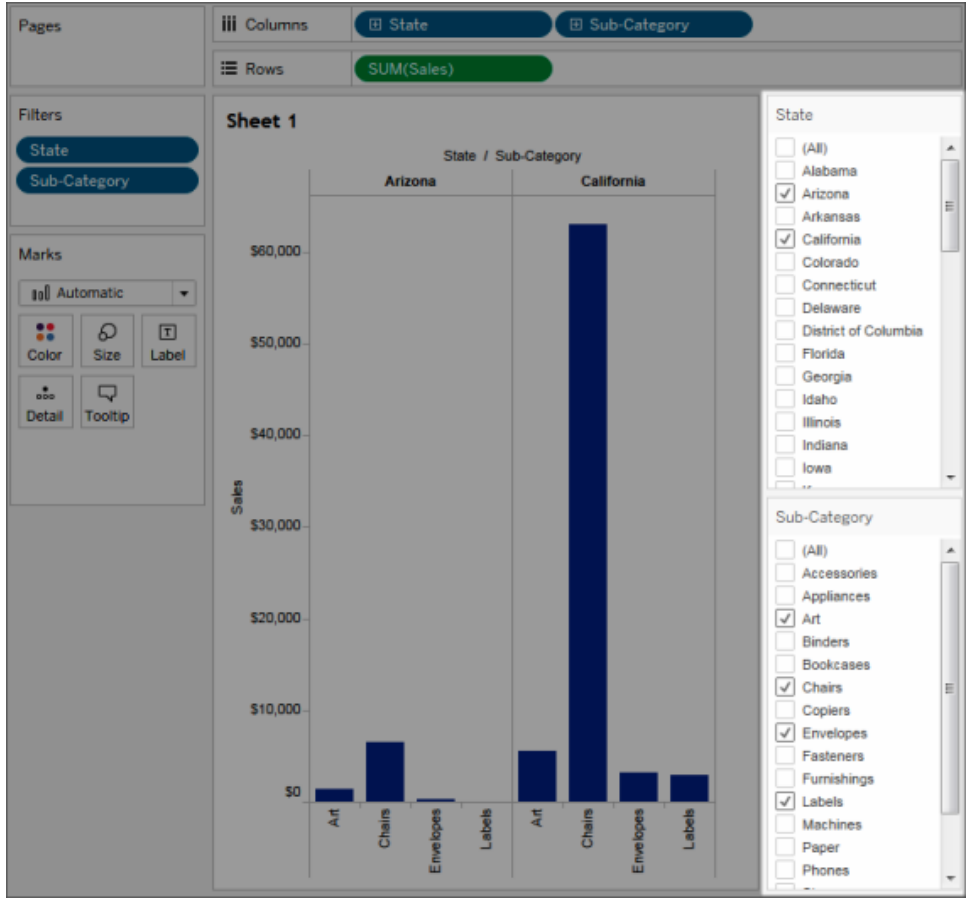 Pages
Columns
State
Sub-Category
Rows
SUM(Sales)
Filters
State
Sub-Category
Marks
Automatic
Color
Size
T
Label
Detail
Tooltip
Sheet 1
State / Sub-Category
Arizona
California
Sales
$60,000
$50,000
$40,000
$30,000
$20,000
$10,000
$0
Art
Chairs
Envelopes
Labels
Art
Chairs
Envelopes
Labels
State
(All)
Alabama
Arizona
Arkansas
California
Colorado
Connecticut
Delaware
District of Columbia
Florida
Georgia
Idaho
Illinois
Indiana
Iowa
Sub-Category
(All)
Accessories
Appliances
Art
Binders
Bookcases
Chairs
Copiers
Envelopes
Fasteners
Furnishings
Labels
Machines
Paper
Phones